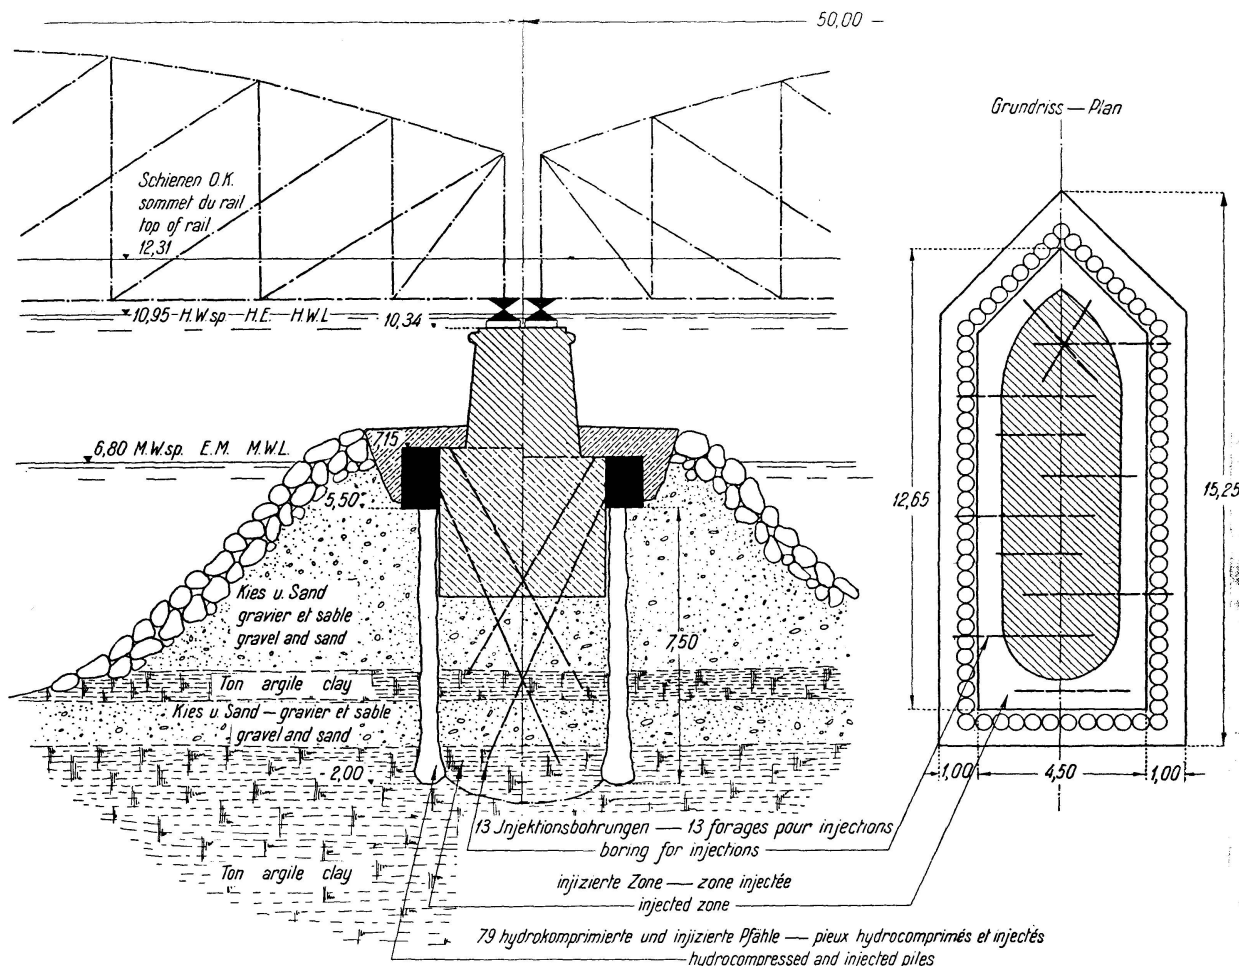 50,00
Grundriss — Plan
Schienen O.K.
sommet du rail
top of rail
12,31
10,95 H.W.sp H.E. H.W.L
10,34
6,80 M.W.sp. E.M. M.W.L.
7,15
5,50
12,65
15,25
Kies u. Sand
gravier et sable
gravel and sand
7,50
Ton argile clay
Kies u. Sand — gravier et sable
gravel and sand
2,00
1,00 4,50 1,00
13 Injektionsbohrungen — 13 forages pour injections
boring for injections
Ton argile clay
injizierte Zone — zone injectée
injected zone
79 hydrokomprimierte und injizierte Pfähle — pieux hydrocomprimés et injectés
hydrocompressed and injected piles